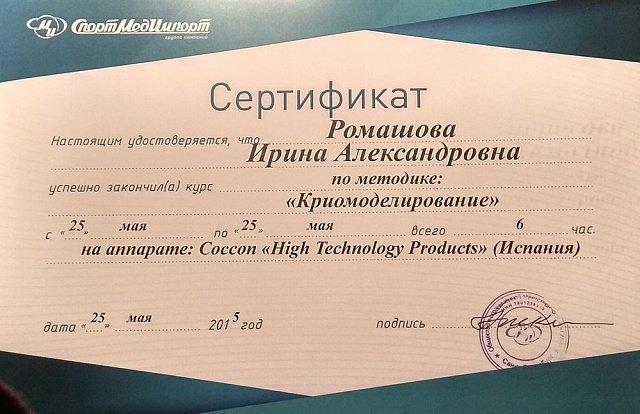 СпортМедИмпорт
группа компаний
Сертификат
Настоящим удостоверяется, что Ромашова
Ирина Александровна
успешно закончил(а) курс по методике:
«Криомоделирование»
с «25» мая по «25» мая всего 6 час.
на аппарате: Coccon «High Technology Products» (Испания)
дата «25» мая 2015 год подпись